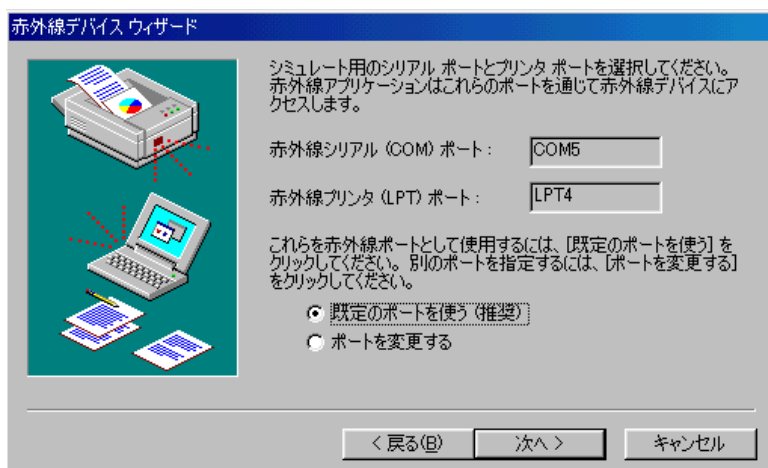 赤外線デバイス ウィザード
シミュレート用のシリアル ポートとプリンタ ポートを選択してください。
赤外線アプリケーションはこれらのポートを通じて赤外線デバイスにア
クセスします。
赤外線シリアル (COM) ポート :
COM5
赤外線プリンタ (LPT) ポート :
LPT4
これらを赤外線ポートとして使用するには、[既定のポートを使う] を
クリックしてください。別のポートを指定するには、[ポートを変更する]
をクリックしてください。
既定のポートを使う (推奨)
ポートを変更する
< 戻る(B)
次へ >
キャンセル